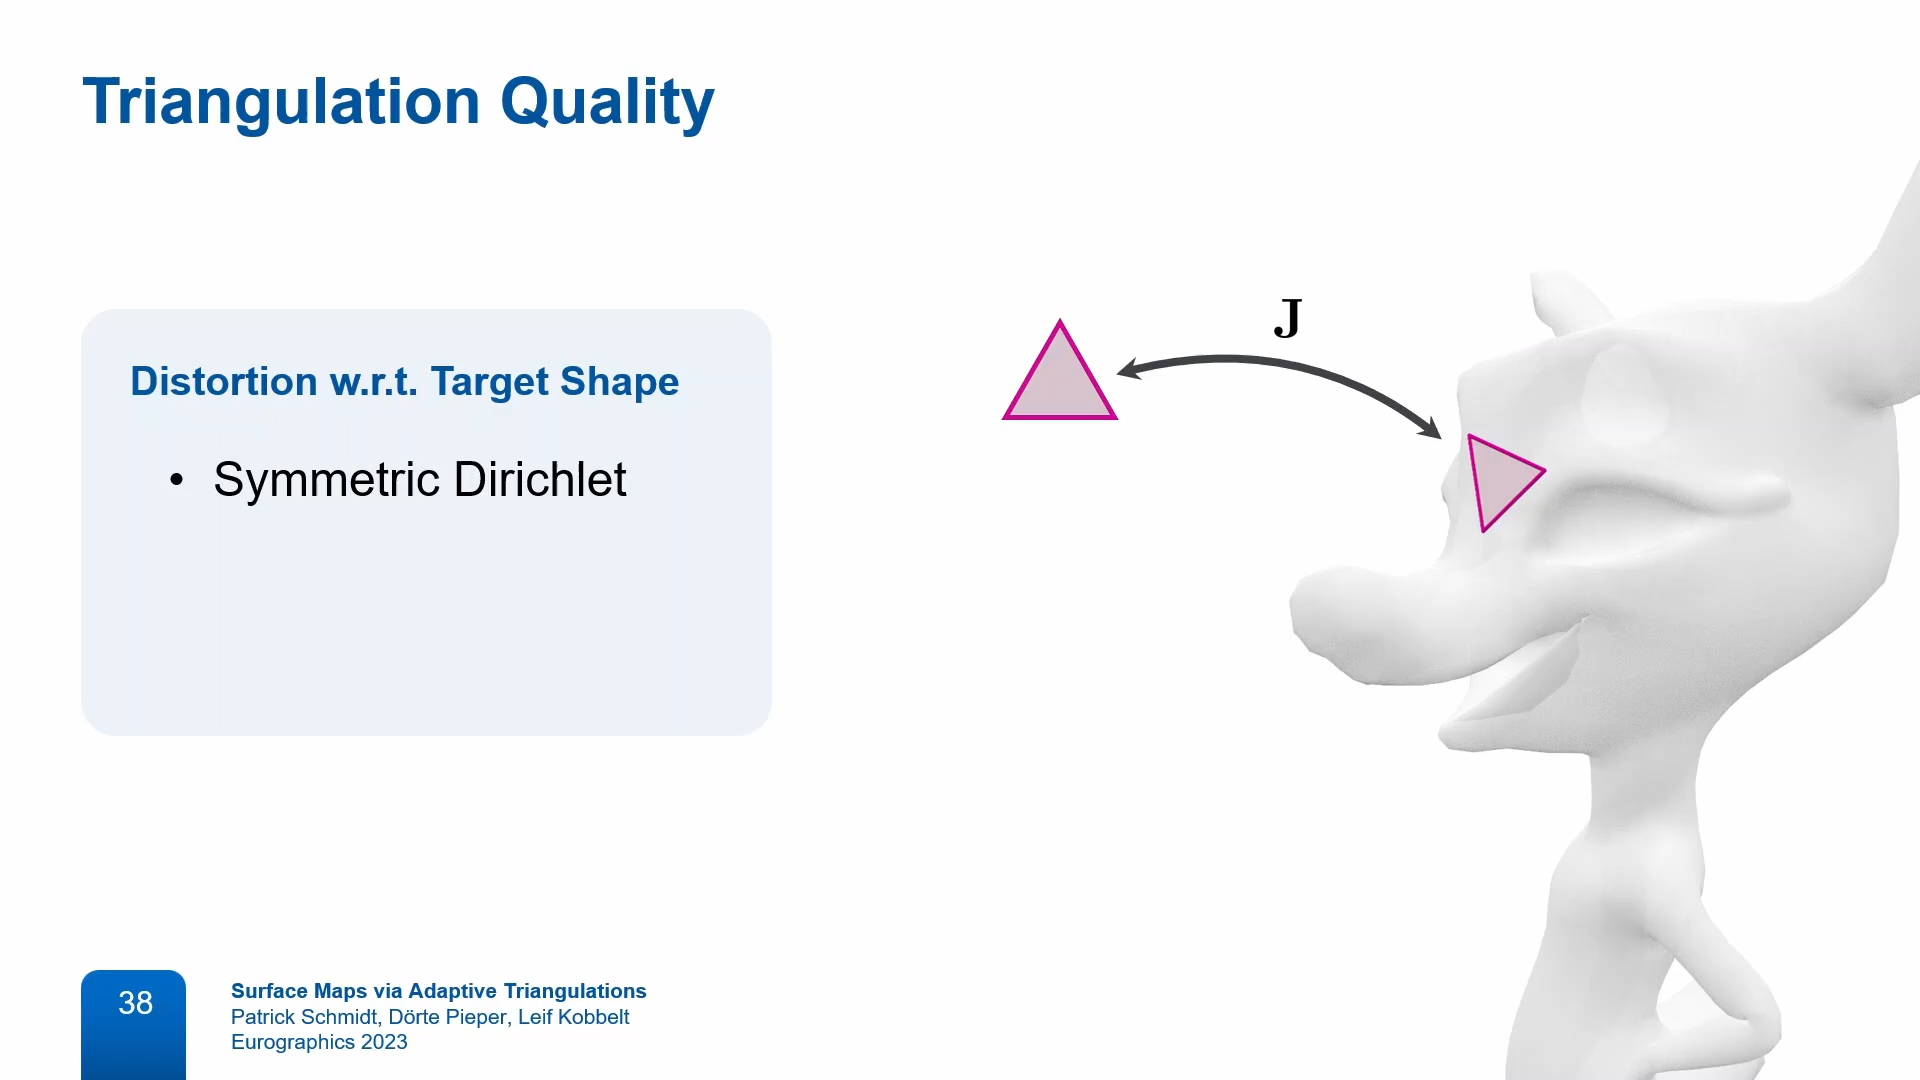 Triangulation Quality
Distortion w.r.t. Target Shape
• Symmetric Dirichlet
J
38
Surface Maps via Adaptive Triangulations
Patrick Schmidt, Dörte Pieper, Leif Kobbelt
Eurographics 2023